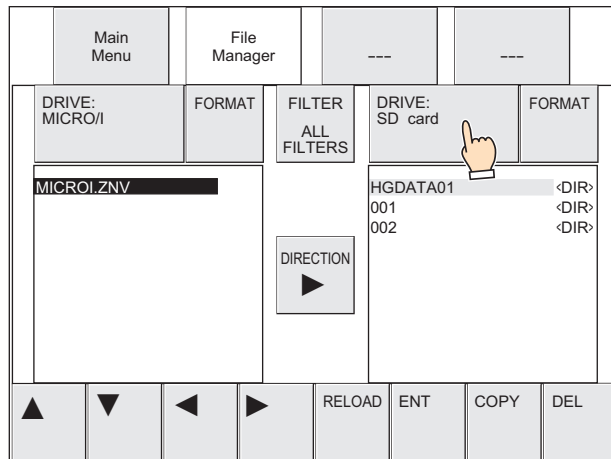 Main
Menu
File
Manager
---
---
DRIVE:
MICRO/I
FORMAT
FILTER
ALL
FILTERS
DRIVE:
SD card
FORMAT
MICROI.ZNV
HGDATA01 <DIR>
001 <DIR>
002 <DIR>
DIRECTION
RELOAD
ENT
COPY
DEL